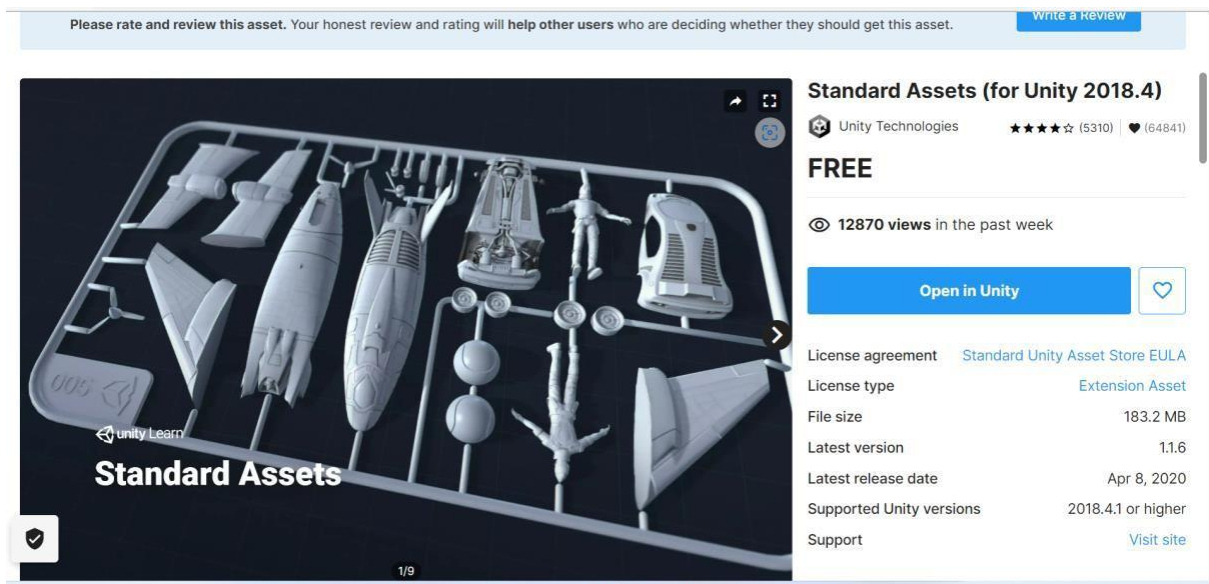 Please rate and review this asset. Your honest review and rating will help other users who are deciding whether they should get this asset.
Write a Review
Standard Assets (for Unity 2018.4)
Unity Technologies
(5310)
(64841)
FREE
12870 views in the past week
Open in Unity
License agreement Standard Unity Asset Store EULA
License type Extension Asset
File size 183.2 MB
Latest version 1.1.6
Latest release date Apr 8, 2020
Supported Unity versions 2018.4.1 or higher
Support Visit site
005
unity Learn
Standard Assets
1/9